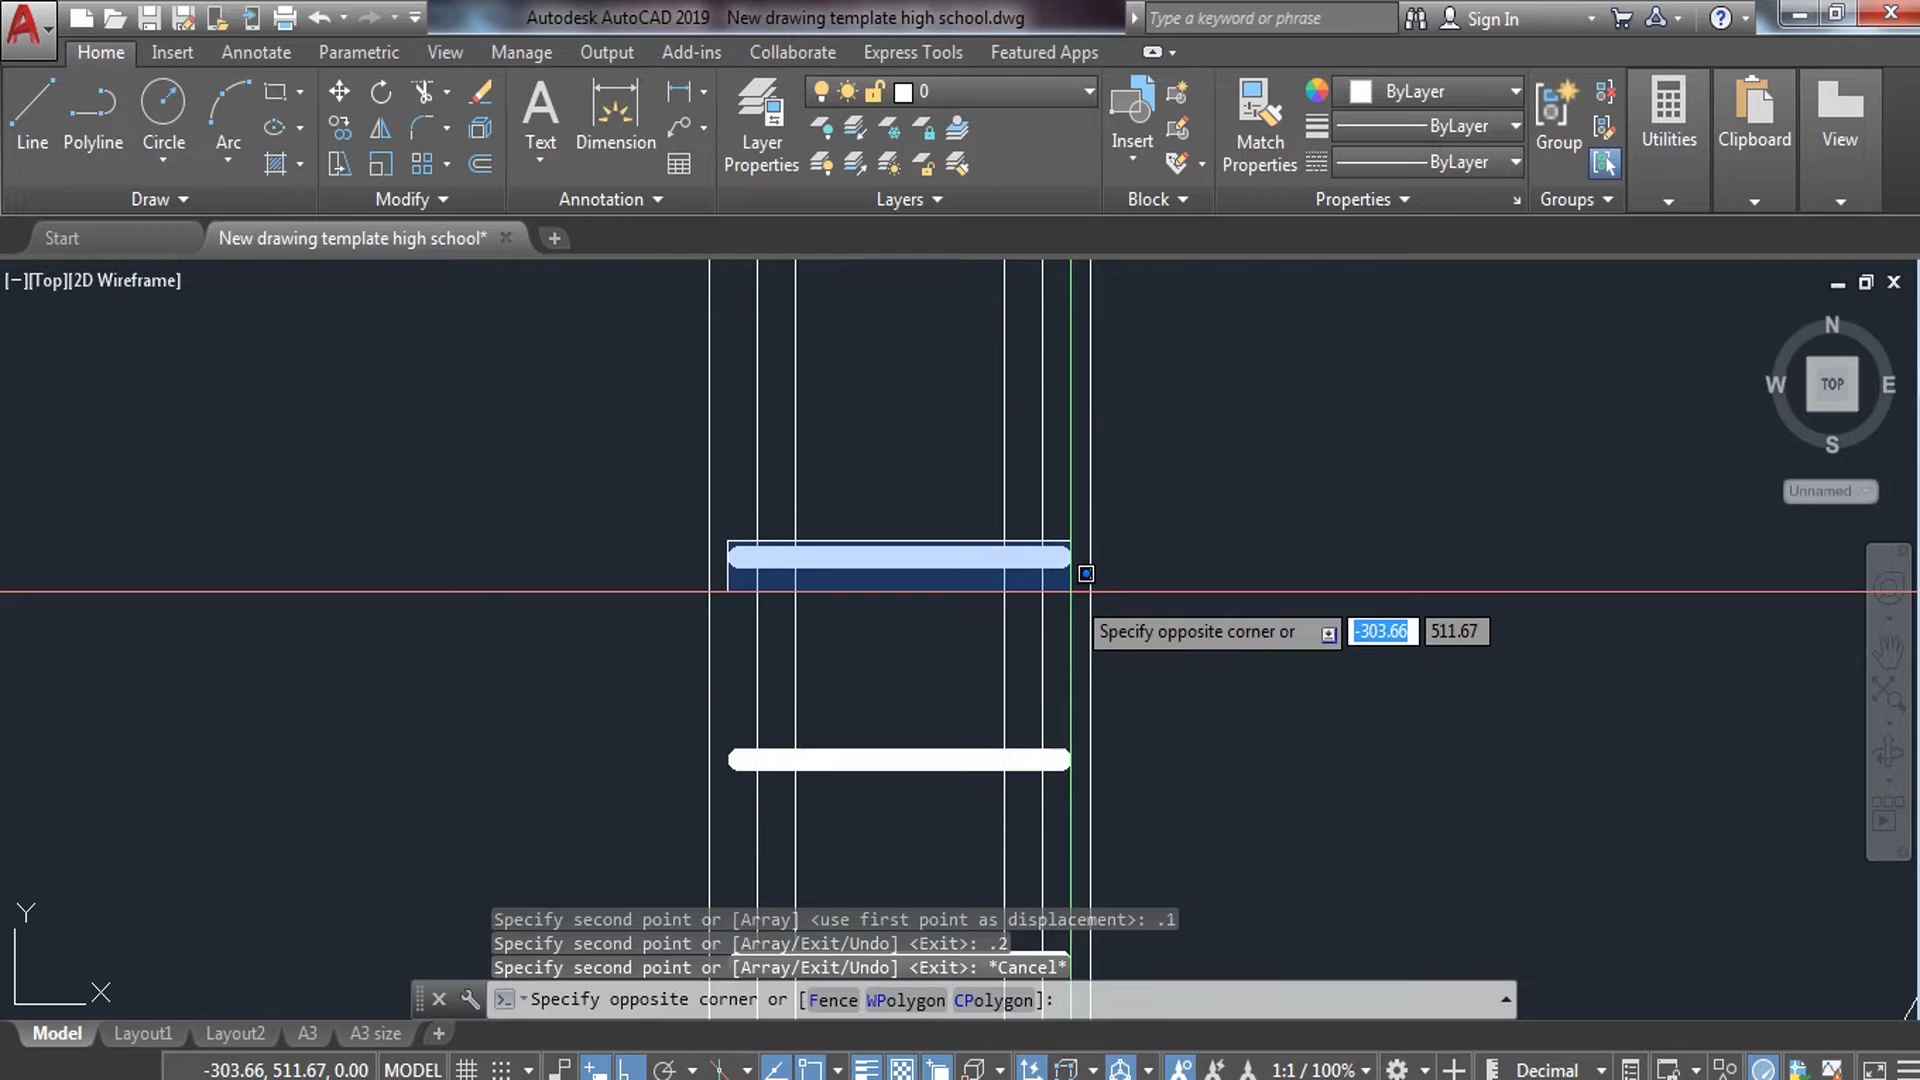 Autodesk AutoCAD 2019 New drawing template high school.dwg
Type a keyword or phrase
Sign In
Home Insert Annotate Parametric View Manage Output Add-ins Collaborate Express Tools Featured Apps
Line Polyline Circle Arc
Text Dimension
Layer Properties
0
Insert
Match Properties
ByLayer
ByLayer
ByLayer
Group
Utilities
Clipboard
View
Draw Modify Annotation Layers Block Properties Groups
Start
New drawing template high school*
[−][Top][2D Wireframe]
N
W TOP E
S
Unnamed
Specify opposite corner or -303.66 511.67
Y
X
Specify second point or [Array] <use first point as displacement>: .1
Specify second point or [Array/Exit/Undo] <Exit>: .2
Specify second point or [Array/Exit/Undo] <Exit>: *Cancel*
Specify opposite corner or [Fence WPolygon CPolygon]:
Model Layout1 Layout2 A3 A3 size +
-303.66, 511.67, 0.00 MODEL 1:1 / 100% Decimal